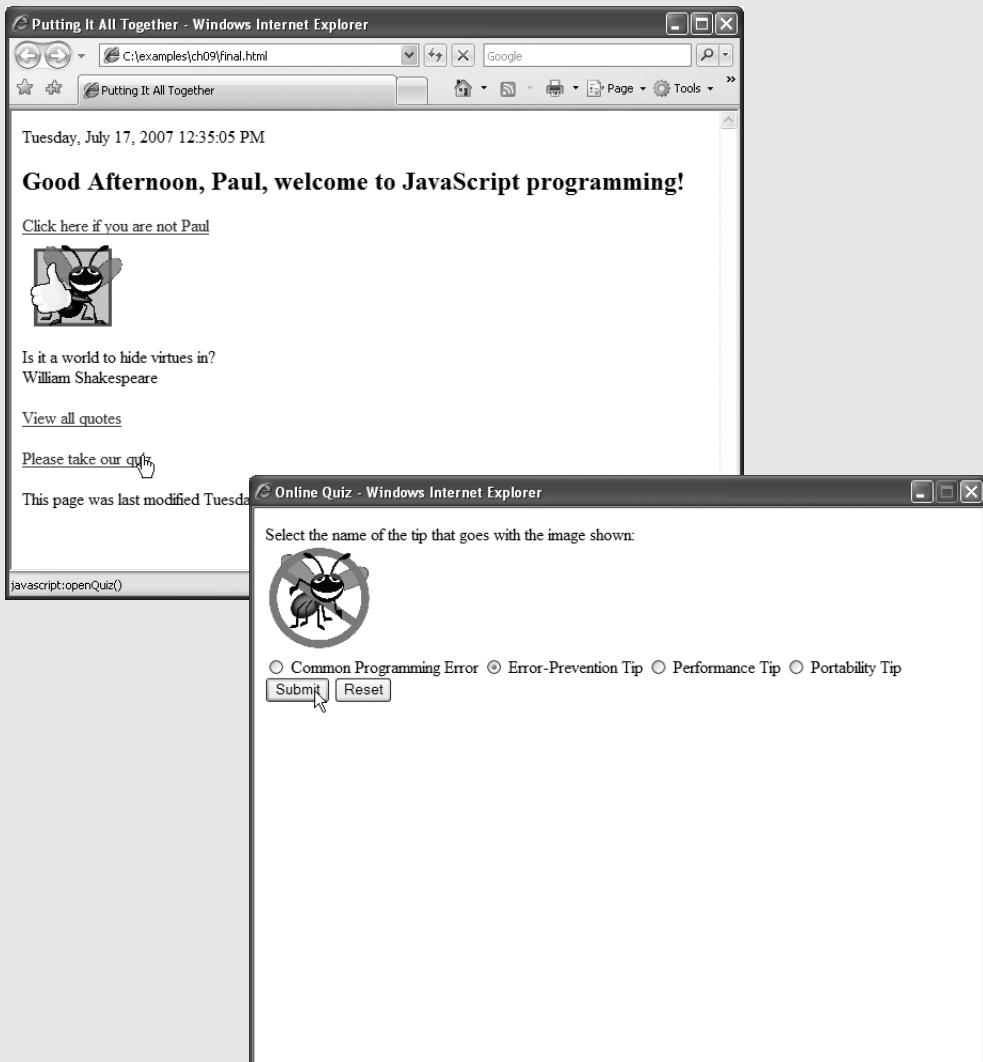 Putting It All Together - Windows Internet Explorer
C:\examples\ch09\final.html
Google
Putting It All Together
Page
Tools
Tuesday, July 17, 2007 12:35:05 PM
Good Afternoon, Paul, welcome to JavaScript programming!
Click here if you are not Paul
Is it a world to hide virtues in?
William Shakespeare
View all quotes
Please take our quiz
This page was last modified Tuesda
javascript:openQuiz()
Online Quiz - Windows Internet Explorer
Select the name of the tip that goes with the image shown:
Common Programming Error Error-Prevention Tip Performance Tip Portability Tip
Submit Reset